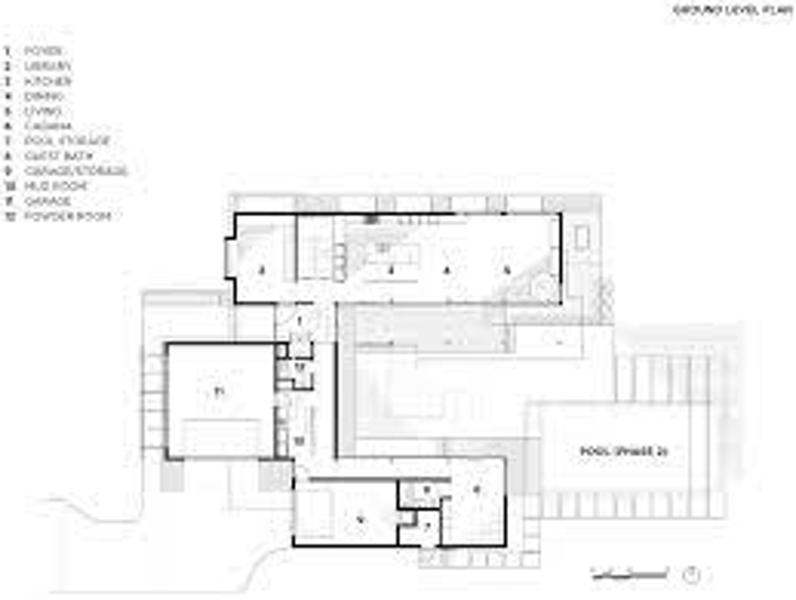 GROUND LEVEL PLAN
1 FOYER
2 LIBRARY
3 KITCHEN
4 DINING
5 LIVING
6 CABANA
7 POOL STORAGE
8 GUEST BATH
9 GARAGE/STORAGE
10 MUD ROOM
11 GARAGE
12 POWDER ROOM
2
3
4
5
1
12
11
10
POOL (PHASE 2)
8
6
9
7